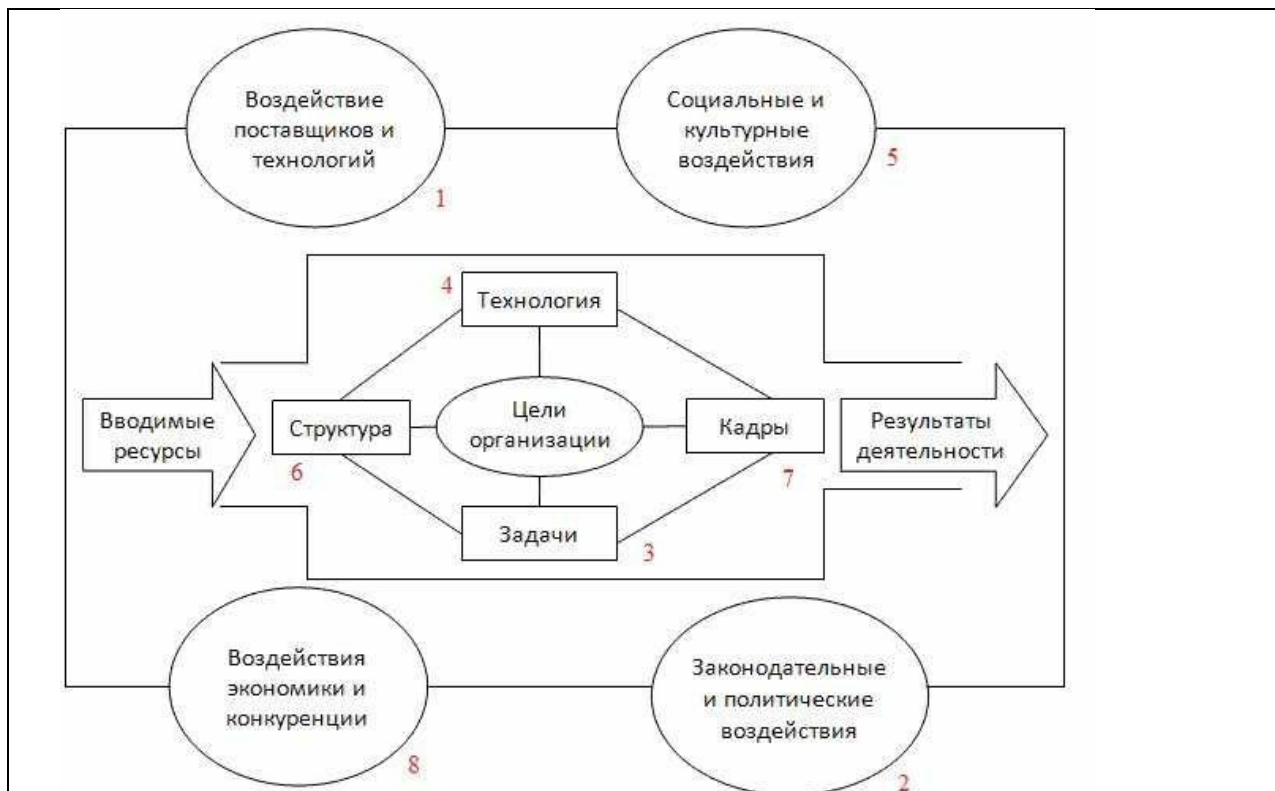 Воздействие
поставщиков и
технологий
1
Социальные и
культурные
воздействия
5
4
Технология
Вводимые
ресурсы
Структура
6
Цели
организации
Кадры
7
Результаты
деятельности
Задачи
3
Воздействия
экономики и
конкуренции
8
Законодательные
и политические
воздействия
2